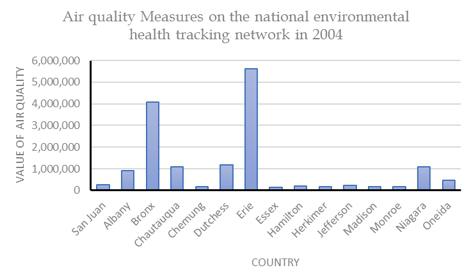 Air quality Measures on the national environmental
health tracking network in 2004
VALUE OF AIR QUALITY
6,000,000
5,000,000
4,000,000
3,000,000
2,000,000
1,000,000
0
San Juan
Albany
Bronx
Chautauqua
Chemung
Dutchess
Erie
Essex
Hamilton
Herkimer
Jefferson
Madison
Monroe
Niagara
Oneida
COUNTRY